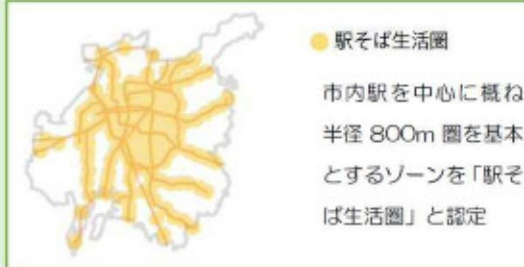 駅そば生活圏
市内駅を中心に概ね
半径 800m 圏を基本
とするゾーンを「駅そ
ば生活圏」と認定